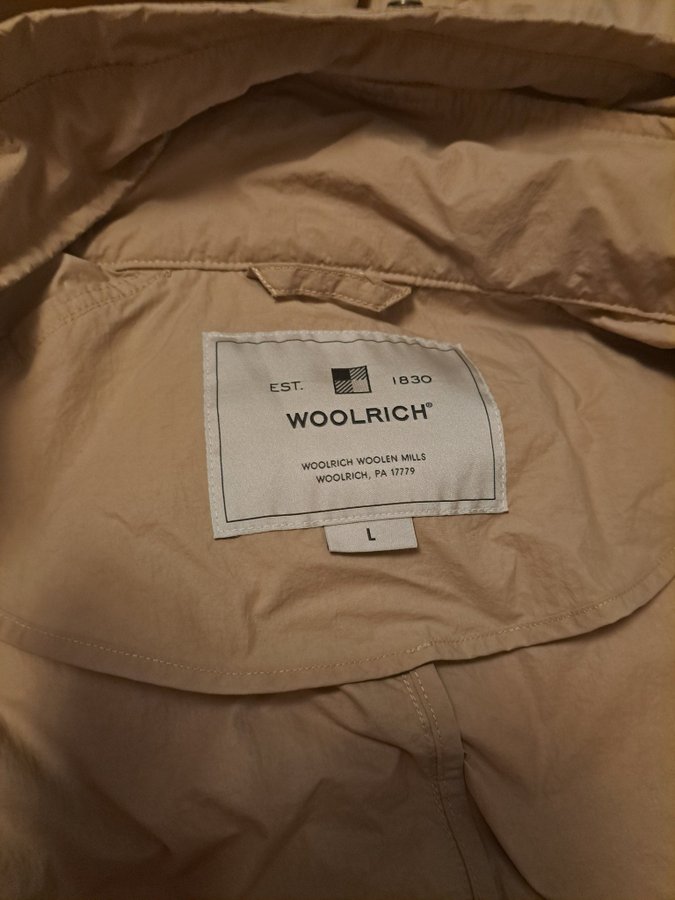 EST. 1830
WOOLRICH®
WOOLRICH WOOLEN MILLS
WOOLRICH, PA 17779
L